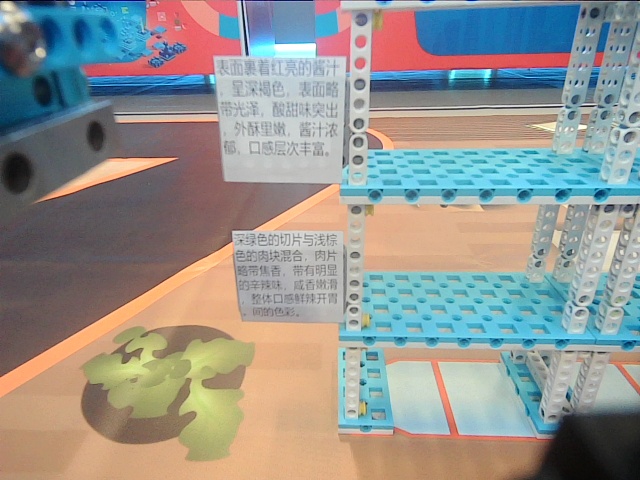 表面裹着红亮的酱汁
呈深褐色，表面略
带光泽，酸甜味突出
，外酥里嫩，酱汁浓
郁，口感层次丰富。
深绿色的切片与浅棕
色的肉块混合，肉片
略带焦香，带有明显
的辛辣味，咸香嫩滑
，整体口感鲜辣开胃